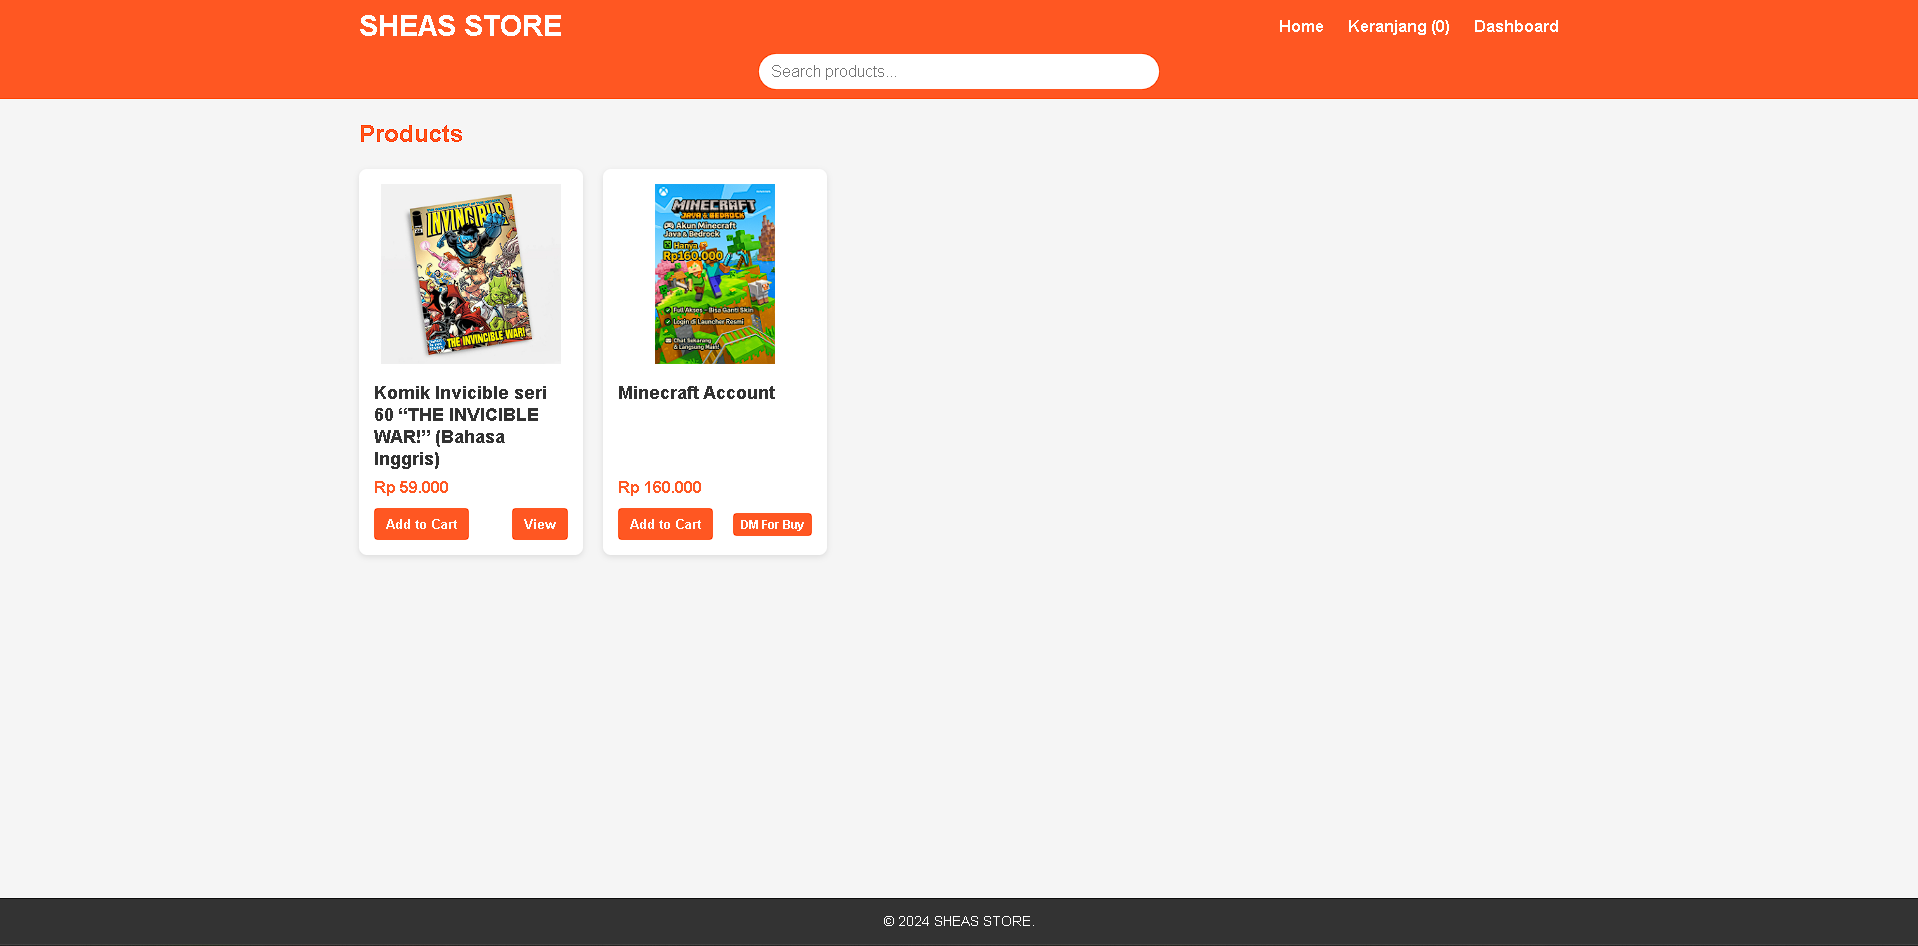 SHEAS STORE
Home Keranjang (0) Dashboard
Search products...
Products
INVINCIBLE
THE INVINCIBLE WAR!
Komik Invicible seri
60 “THE INVICIBLE
WAR!” (Bahasa
Inggris)
Rp 59.000
Add to Cart View
MINECRAFT
JAVA & BEDROCK
Akun Minecraft
Java & Bedrock
Hanya
Rp160.000
Full Akses – Bisa Ganti Skin
Login di Launcher Resmi
Chat Sekarang
& Langsung Main!
Minecraft Account
Rp 160.000
Add to Cart DM For Buy
© 2024 SHEAS STORE.